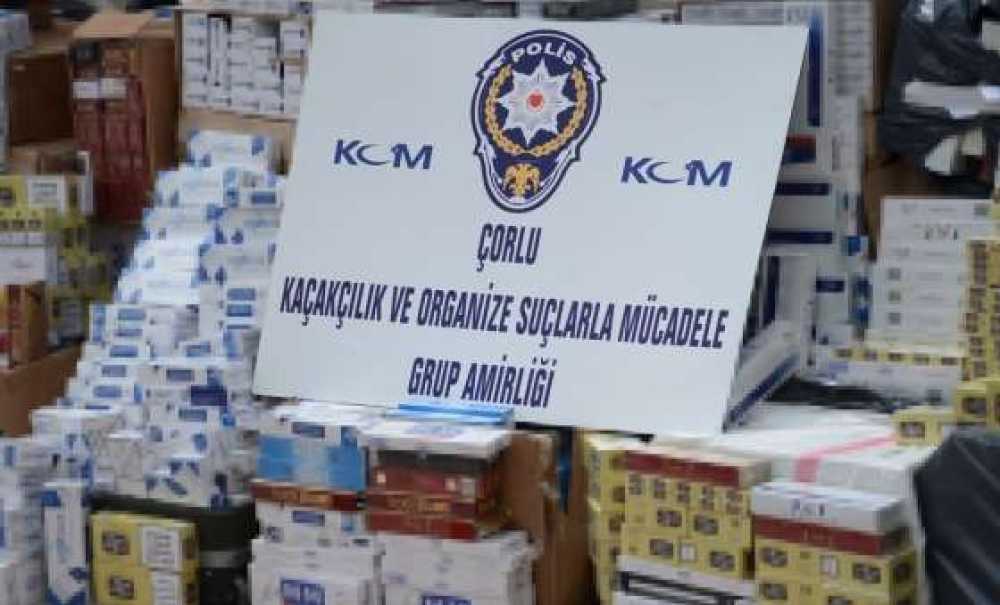 POLİS
KOM KOM
ÇORLU
KAÇAKÇILIK VE ORGANİZE SUÇLARLA MÜCADELE
GRUP AMİRLİĞİ